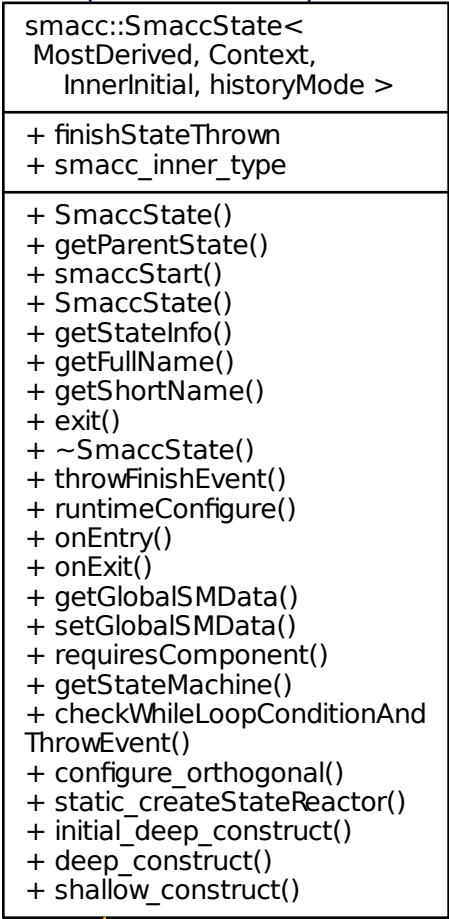 smacc::SmaccState<
MostDerived, Context,
InnerInitial, historyMode >
+ finishStateThrown
+ smacc_inner_type
+ SmaccState()
+ getParentState()
+ smaccStart()
+ SmaccState()
+ getStateInfo()
+ getFullName()
+ getShortName()
+ exit()
+ ~SmaccState()
+ throwFinishEvent()
+ runtimeConfigure()
+ onEntry()
+ onExit()
+ getGlobalSMData()
+ setGlobalSMData()
+ requiresComponent()
+ getStateMachine()
+ checkWhileLoopConditionAnd
ThrowEvent()
+ configure_orthogonal()
+ static_createStateReactor()
+ initial_deep_construct()
+ deep_construct()
+ shallow_construct()